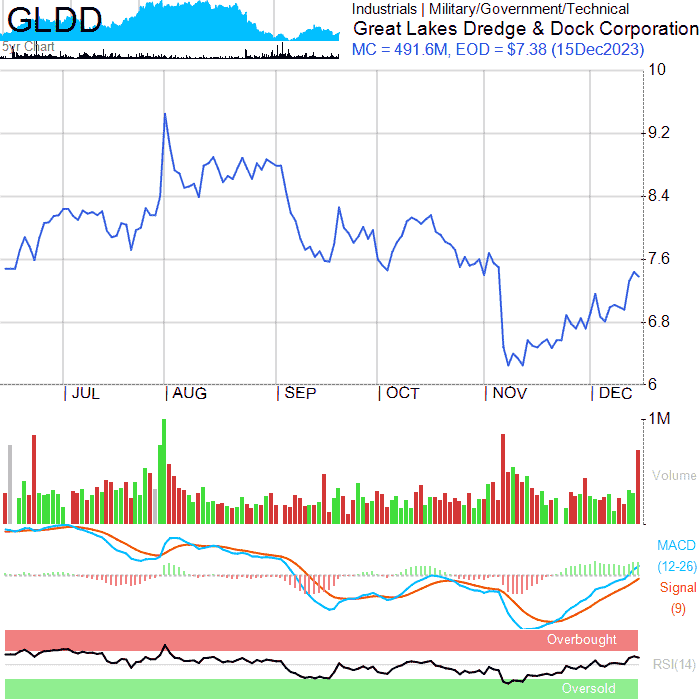 GLDD
5yr Chart
Industrials | Military/Government/Technical
Great Lakes Dredge & Dock Corporation
MC = 491.6M, EOD = $7.38 (15Dec2023)
10
9.2
8.4
7.6
6.8
6
JUL AUG SEP OCT NOV DEC
1M
Volume
MACD
(12-26)
Signal
(9)
Overbought
RSI(14)
Oversold